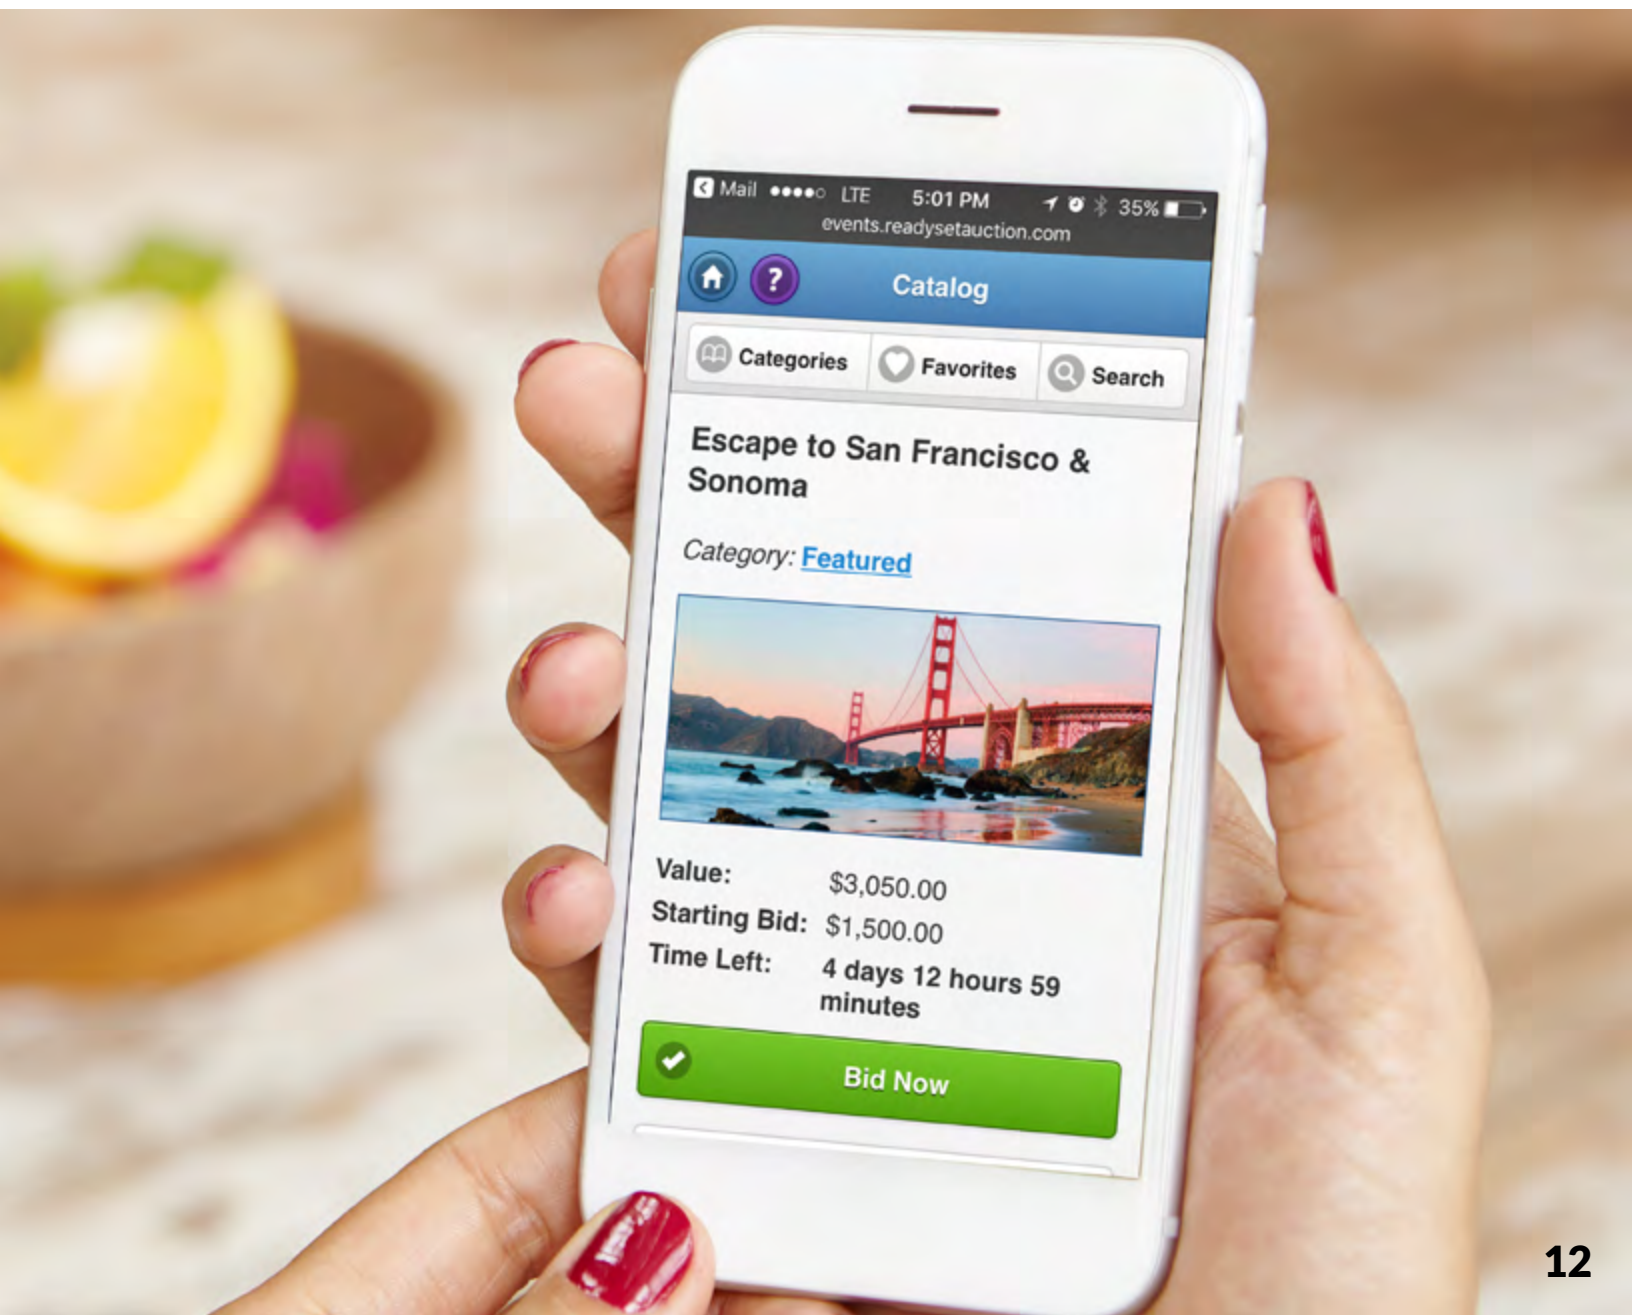 Mail LTE 5:01 PM 35%
events.readysetauction.com
? Catalog
Categories Favorites Search
Escape to San Francisco &
Sonoma
Category: Featured
Value: $3,050.00
Starting Bid: $1,500.00
Time Left: 4 days 12 hours 59
minutes
Bid Now
12